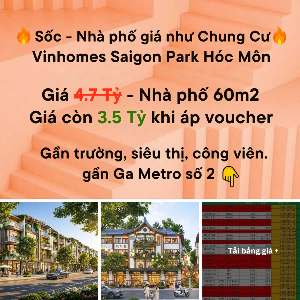 🔥 Sốc - Nhà phố giá như Chung Cư 🔥
Vinhomes Saigon Park Hóc Môn
Giá 4.7 Tỷ - Nhà phố 60m2
Giá còn 3.5 Tỷ khi áp voucher
Gần trường, siêu thị, công viên.
gần Ga Metro số 2 👇
Tải bảng giá +